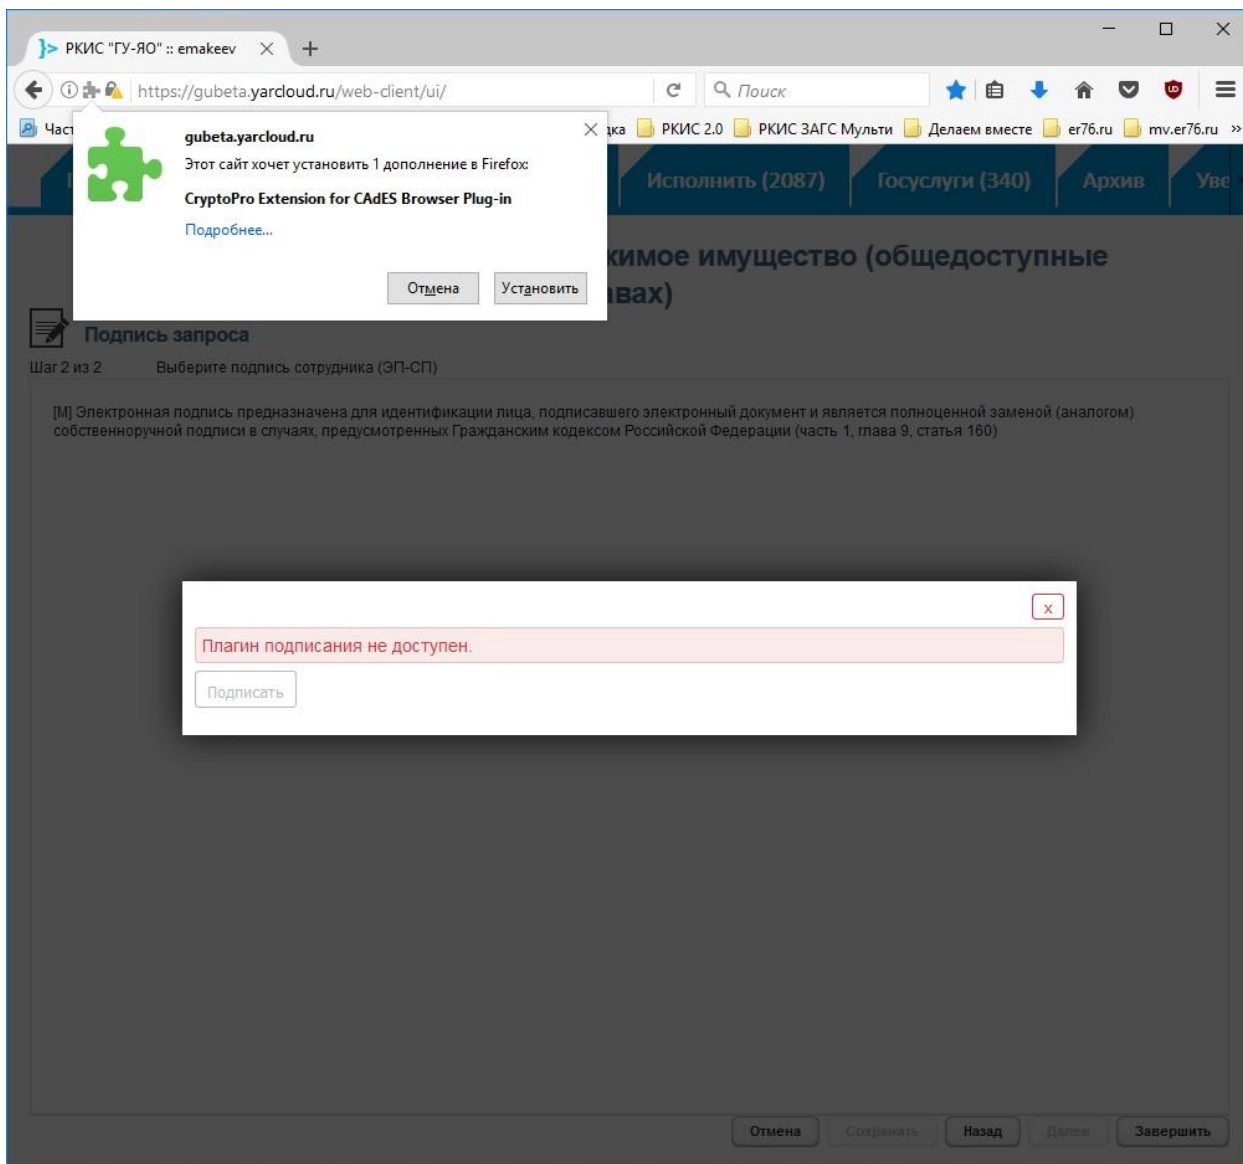 РКИС "ГУ-ЯО" :: emakeev
https://gubeta.yarcloud.ru/web-client/ui/
Поиск
Част
дка РКИС 2.0 РКИС ЗАГС Мульти Делаем вместе er76.ru mv.er76.ru »
gubeta.yarcloud.ru
Этот сайт хочет установить 1 дополнение в Firefox:
CryptoPro Extension for CAdES Browser Plug-in
Подробнее...
Отмена Установить
Исполнить (2087) Госуслуги (340) Архив Уве
жимое имущество (общедоступные
авах)
Подпись запроса
Шаг 2 из 2 Выберите подпись сотрудника (ЭП-СП)
[М] Электронная подпись предназначена для идентификации лица, подписавшего электронный документ и является полноценной заменой (аналогом)
собственноручной подписи в случаях, предусмотренных Гражданским кодексом Российской Федерации (часть 1, глава 9, статья 160)
x
Плагин подписания не доступен.
Подписать
Отмена Сохранить Назад Далее Завершить